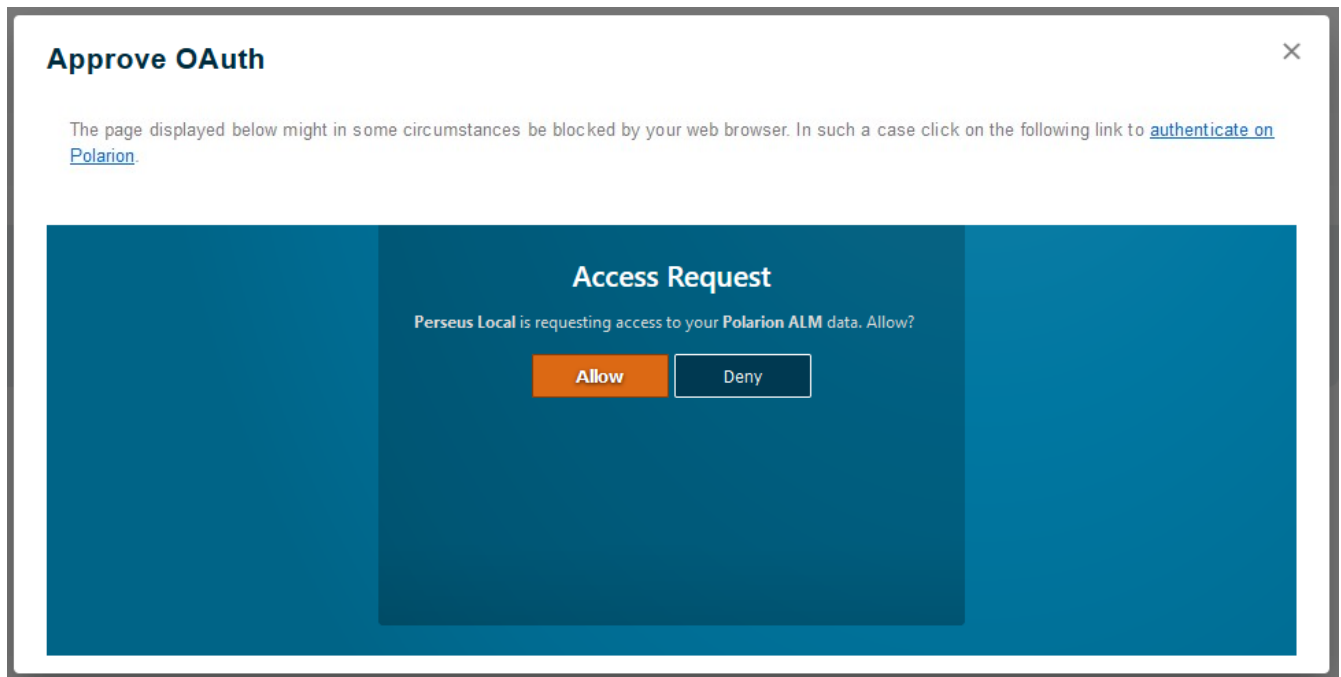 Approve OAuth
The page displayed below might in some circumstances be blocked by your web browser. In such a case click on the following link to authenticate on
Polarion.
Access Request
Perseus Local is requesting access to your Polarion ALM data. Allow?
Allow
Deny